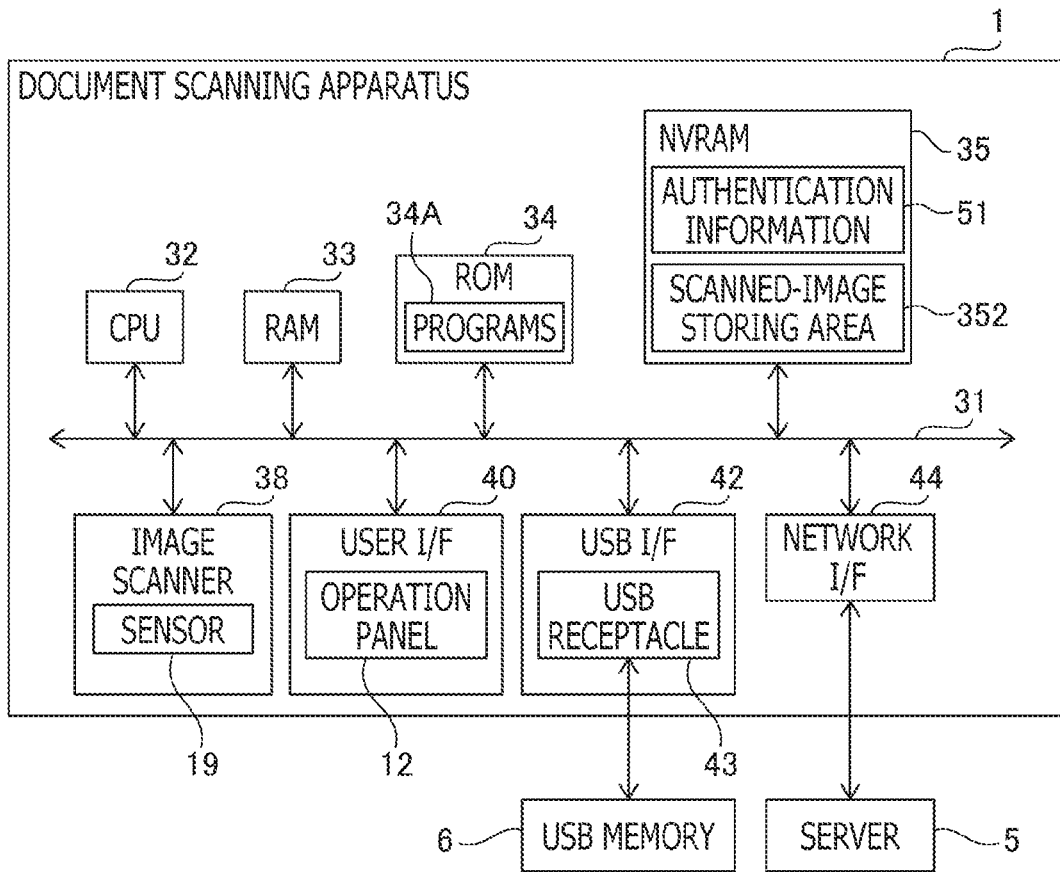 1
DOCUMENT SCANNING APPARATUS
NVRAM
35
AUTHENTICATION
INFORMATION
51
SCANNED-IMAGE
STORING AREA
352
32
CPU
33
RAM
34A
34
ROM
PROGRAMS
31
38
IMAGE
SCANNER
SENSOR
19
40
USER I/F
OPERATION
PANEL
12
42
USB I/F
USB
RECEPTACLE
43
44
NETWORK
I/F
6
USB MEMORY
SERVER
5